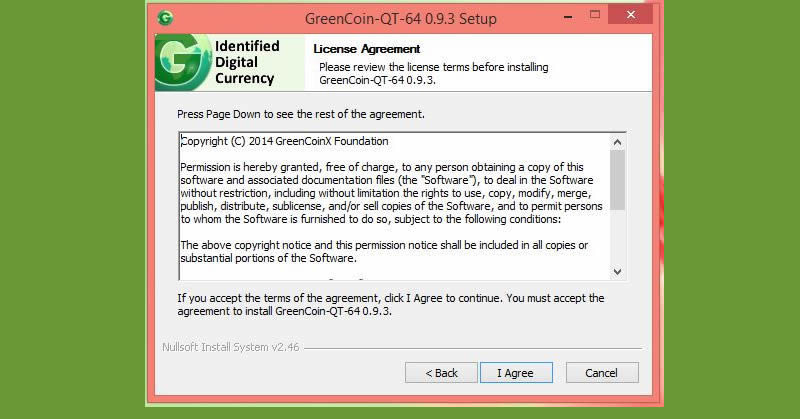 GreenCoin-QT-64 0.9.3 Setup
Identified
Digital
Currency
License Agreement
Please review the license terms before installing
GreenCoin-QT-64 0.9.3.
Press Page Down to see the rest of the agreement.
Copyright (C) 2014 GreenCoinX Foundation
Permission is hereby granted, free of charge, to any person obtaining a copy of this
software and associated documentation files (the "Software"), to deal in the Software
without restriction, including without limitation the rights to use, copy, modify, merge,
publish, distribute, sublicense, and/or sell copies of the Software, and to permit persons
to whom the Software is furnished to do so, subject to the following conditions:
The above copyright notice and this permission notice shall be included in all copies or
substantial portions of the Software.
If you accept the terms of the agreement, click I Agree to continue. You must accept the
agreement to install GreenCoin-QT-64 0.9.3.
Nullsoft Install System v2.46
< Back
I Agree
Cancel